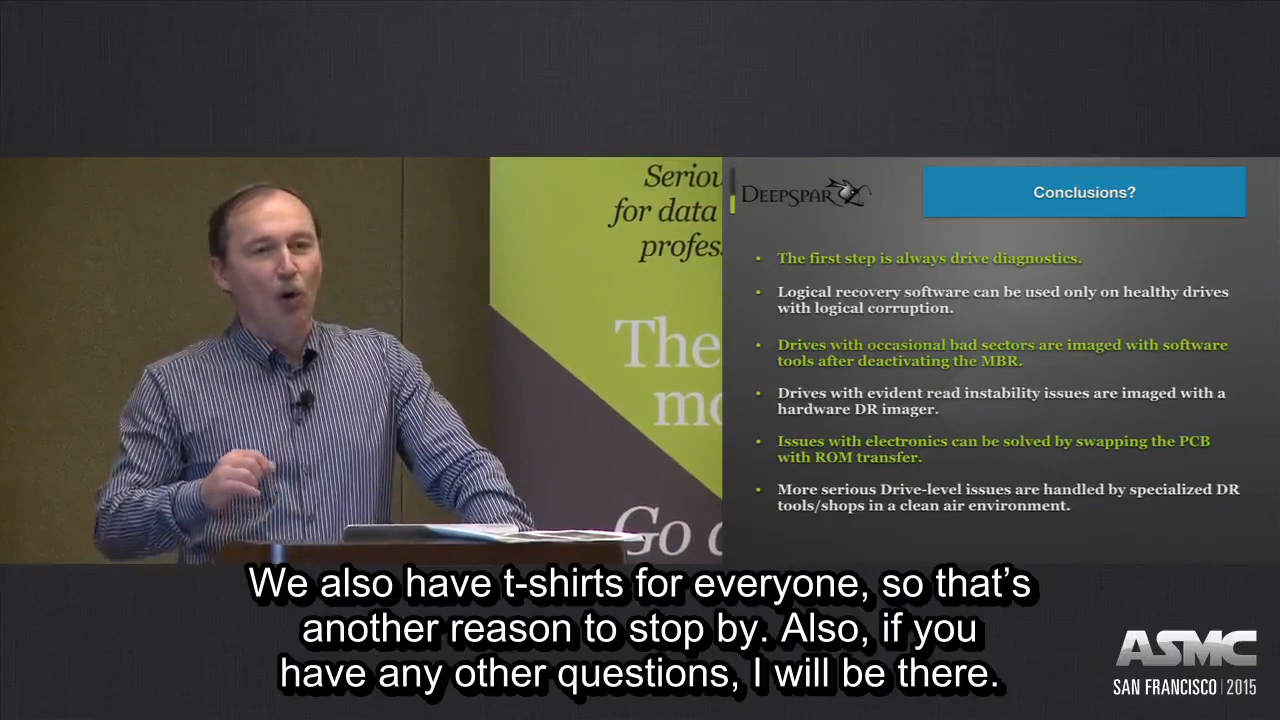 Seriou
for data
profes
The
mo
Go
DEEPSPAR
Conclusions?
• The first step is always drive diagnostics.
• Logical recovery software can be used only on healthy drives
with logical corruption.
• Drives with occasional bad sectors are imaged with software
tools after deactivating the MBR.
• Drives with evident read instability issues are imaged with a
hardware DR imager.
• Issues with electronics can be solved by swapping the PCB
with ROM transfer.
• More serious Drive-level issues are handled by specialized DR
tools/shops in a clean air environment.
We also have t-shirts for everyone, so that’s
another reason to stop by. Also, if you
have any other questions, I will be there.
ASMC
SAN FRANCISCO | 2015